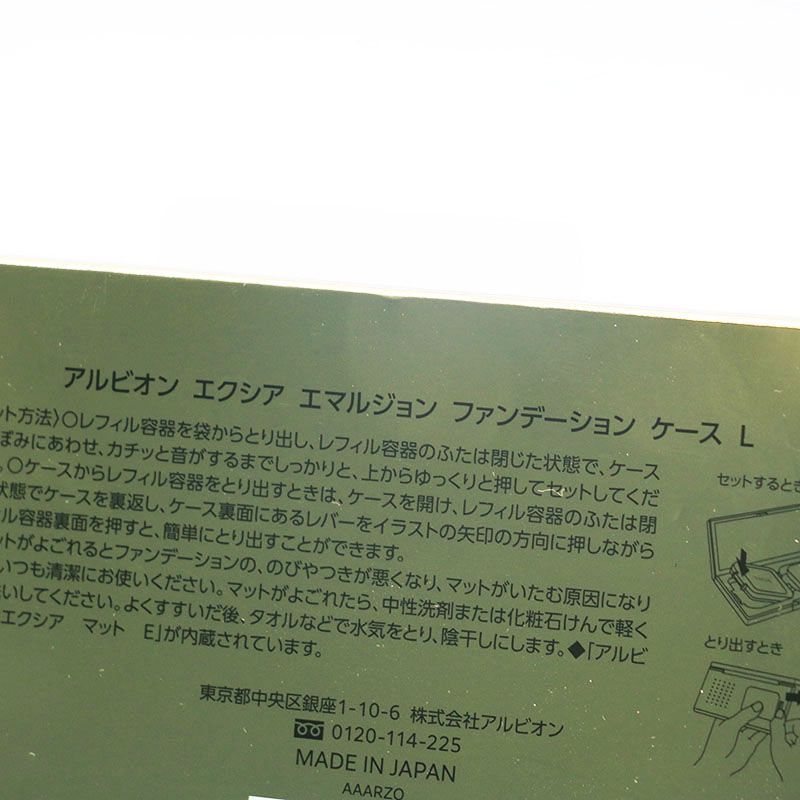 アルビオン エクシア エマルジョン ファンデーション ケース L
ット方法〉○レフィル容器を袋からとり出し、レフィル容器のふたは閉じた状態で、ケース
ぼみにあわせ、カチッと音がするまでしっかりと、上からゆっくりと押してセットしてくだ
。○ケースからレフィル容器をとり出すときは、ケースを開け、レフィル容器のふたは閉
状態でケースを裏返し、ケース裏面にあるレバーをイラストの矢印の方向に押しながら
ル容器裏面を押すと、簡単にとり出すことができます。
ットがよごれるとファンデーションの、のびやつきが悪くなり、マットがいたむ原因になり
いつも清潔にお使いください。マットがよごれたら、中性洗剤または化粧石けんで軽く
いしてください。よくすすいだ後、タオルなどで水気をとり、陰干しにします。◆「アルビ
エクシア マット E」が内蔵されています。
セットするとき
とり出すとき
東京都中央区銀座1-10-6 株式会社アルビオン
0120-114-225
MADE IN JAPAN
AAARZO